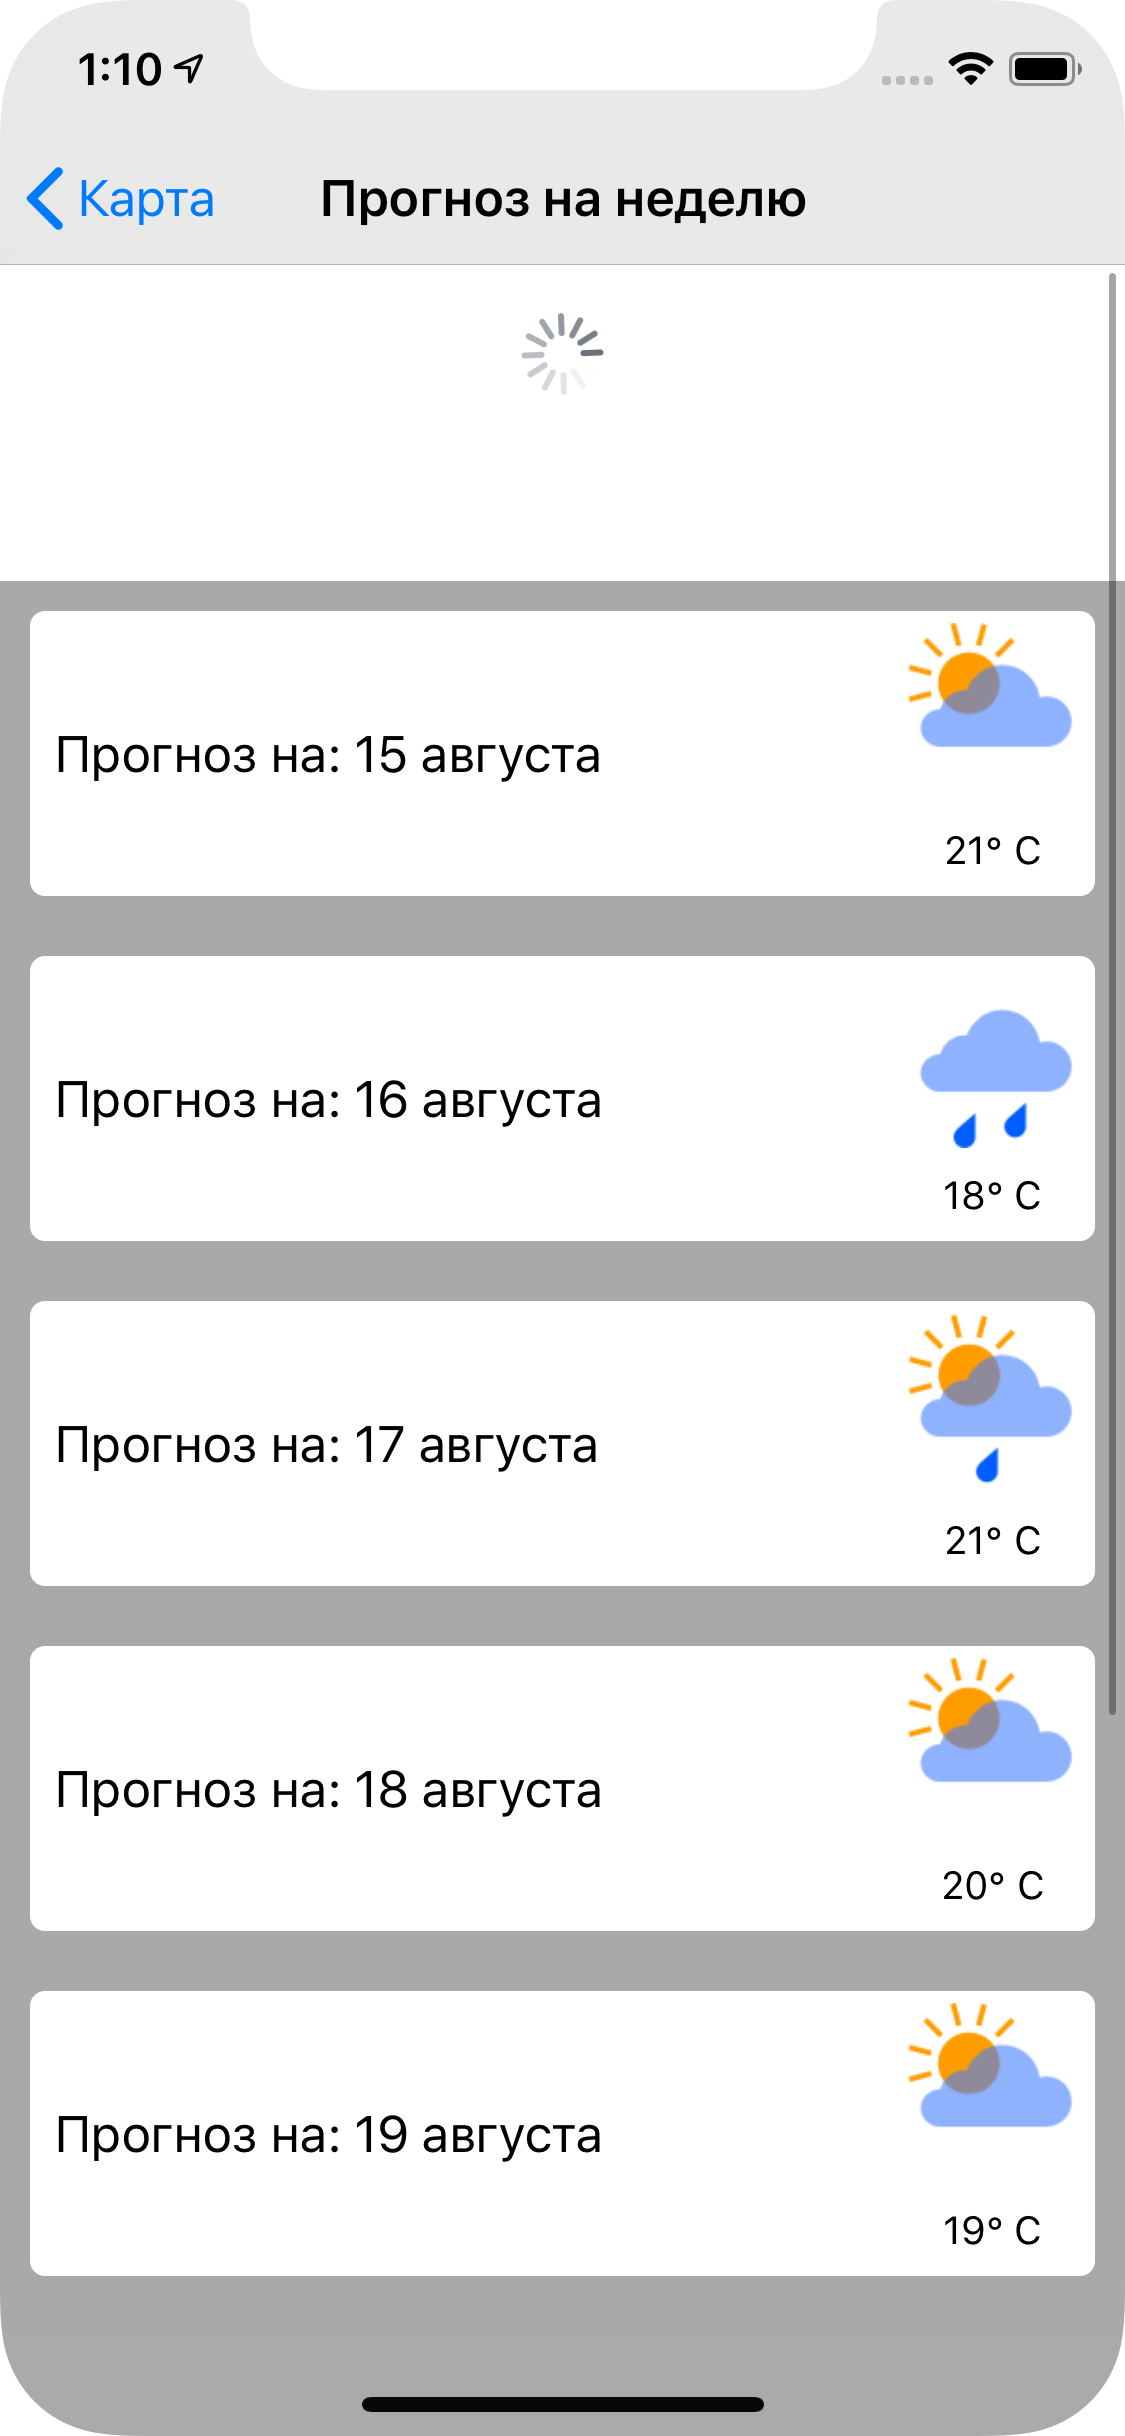 1:10
Карта
Прогноз на неделю
Прогноз на: 15 августа
21° C
Прогноз на: 16 августа
18° C
Прогноз на: 17 августа
21° C
Прогноз на: 18 августа
20° C
Прогноз на: 19 августа
19° C